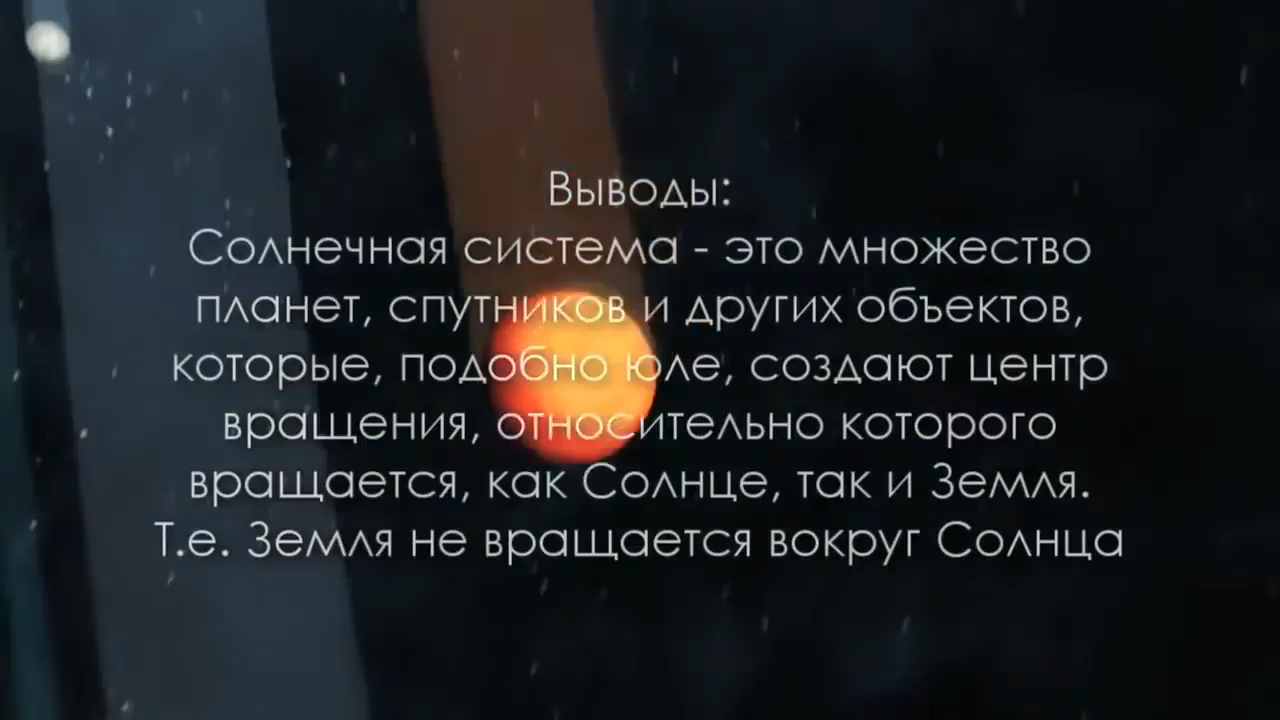 Выводы:
Солнечная система - это множество
планет, спутников и других объектов,
которые, подобно юле, создают центр
вращения, относительно которого
вращается, как Солнце, так и Земля.
Т.е. Земля не вращается вокруг Солнца